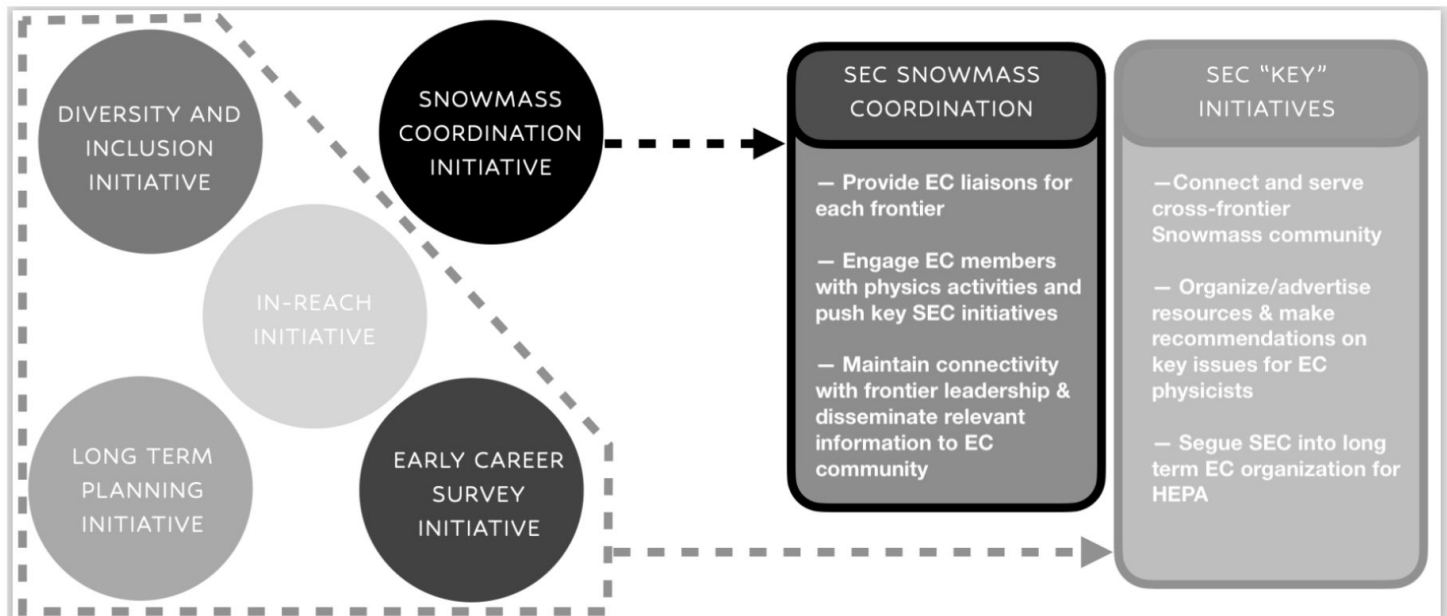 DIVERSITY AND
INCLUSION
INITIATIVE
SNOWMASS
COORDINATION
INITIATIVE
IN-REACH
INITIATIVE
LONG TERM
PLANNING
INITIATIVE
EARLY CAREER
SURVEY
INITIATIVE
SEC SNOWMASS
COORDINATION
— Provide EC liaisons for
each frontier
— Engage EC members
with physics activities and
push key SEC initiatives
— Maintain connectivity
with frontier leadership &
disseminate relevant
information to EC
community
SEC “KEY”
INITIATIVES
—Connect and serve
cross-frontier
Snowmass community
— Organize/advertise
resources & make
recommendations on
key issues for EC
physicists
— Segue SEC into long
term EC organization for
HEPA